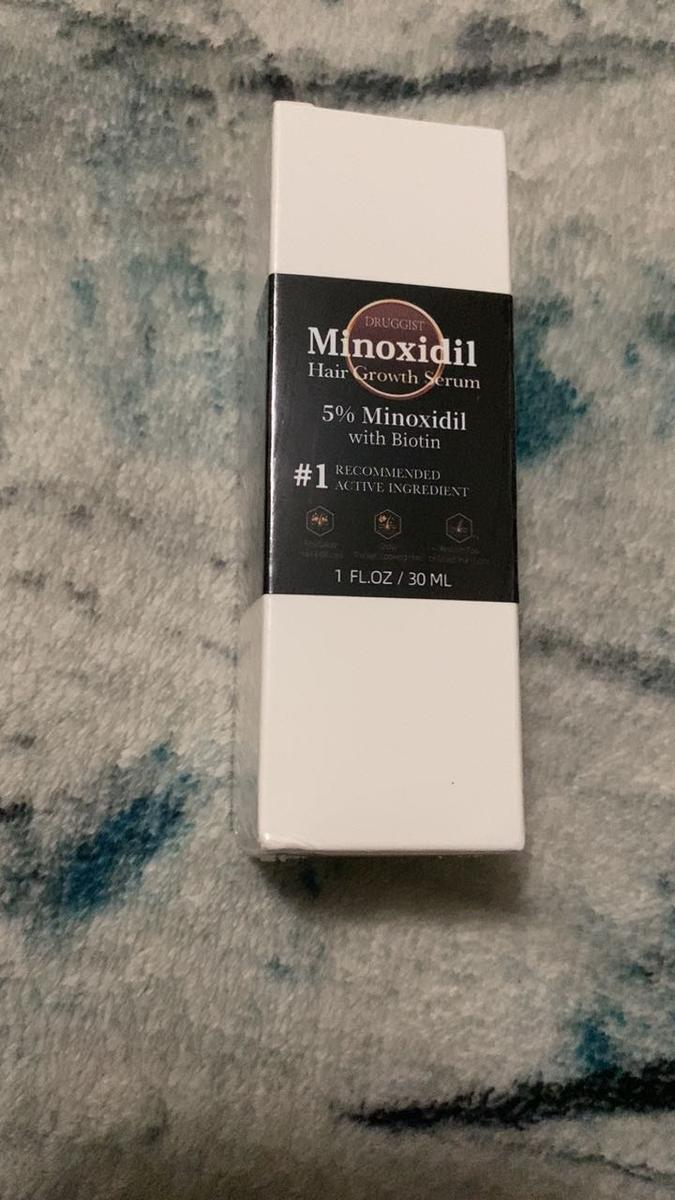 DRUGGIST
Minoxidil
Hair Growth Serum
5% Minoxidil
with Biotin
#1 RECOMMENDED
ACTIVE INGREDIENT
1 FL.OZ / 30 ML